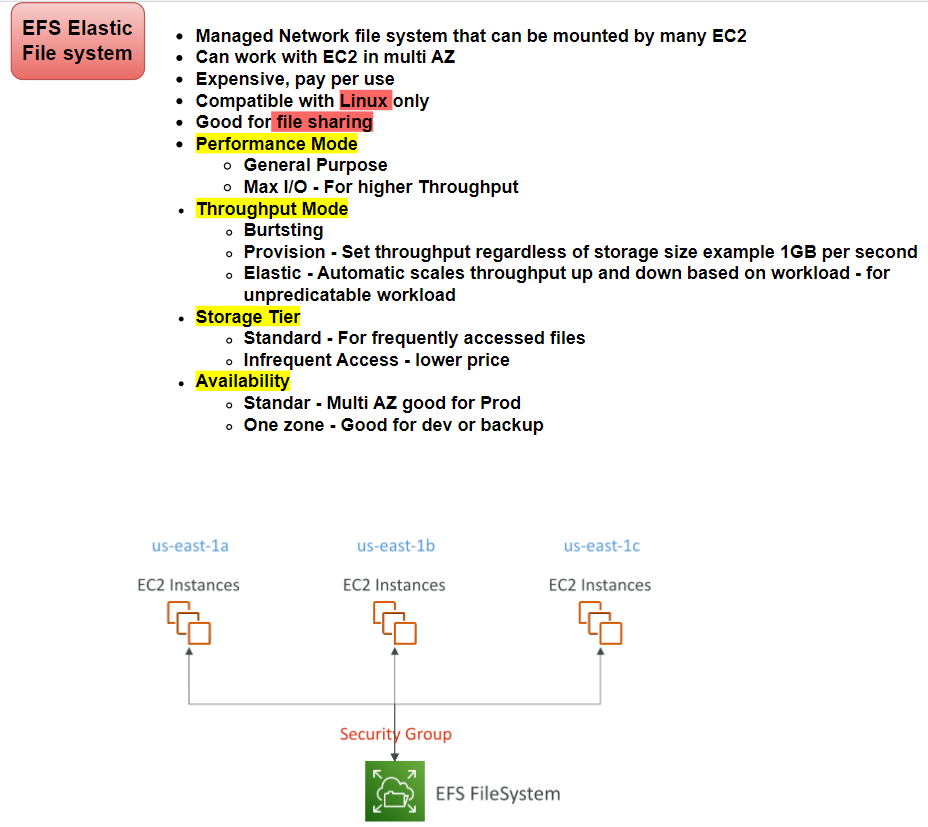 EFS Elastic
File system
Managed Network file system that can be mounted by many EC2
Can work with EC2 in multi AZ
Expensive, pay per use
Compatible with Linux only
Good for file sharing
Performance Mode
General Purpose
Max I/O - For higher Throughput
Throughput Mode
Burtsting
Provision - Set throughput regardless of storage size example 1GB per second
Elastic - Automatic scales throughput up and down based on workload - for
unpredicatable workload
Storage Tier
Standard - For frequently accessed files
Infrequent Access - lower price
Availability
Standar - Multi AZ good for Prod
One zone - Good for dev or backup
us-east-1a us-east-1b us-east-1c
EC2 Instances EC2 Instances EC2 Instances
Security Group
EFS FileSystem